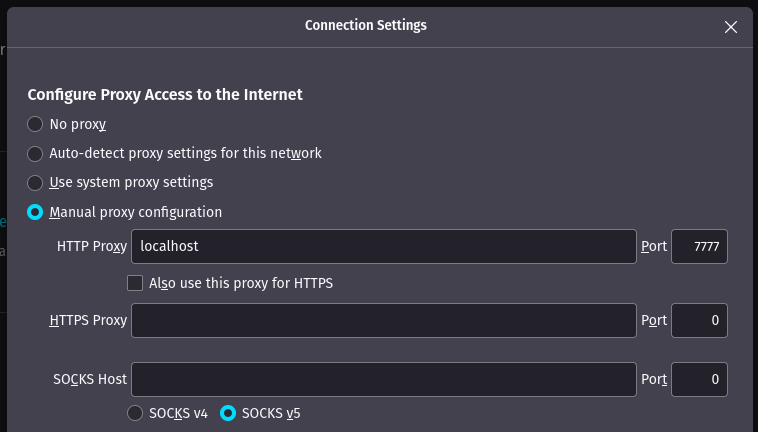 Connection Settings
Configure Proxy Access to the Internet
No proxy
Auto-detect proxy settings for this network
Use system proxy settings
Manual proxy configuration
HTTP Proxy localhost Port 7777
Also use this proxy for HTTPS
HTTPS Proxy Port 0
SOCKS Host Port 0
SOCKS v4 SOCKS v5